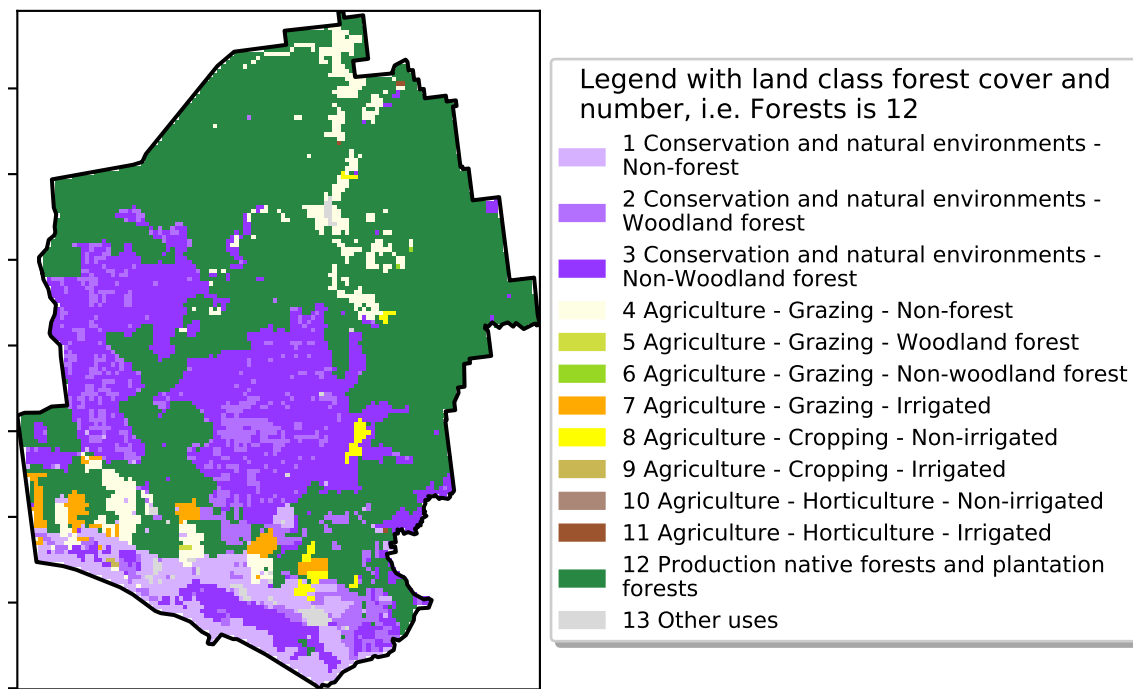 Legend with land class forest cover and
number, i.e. Forests is 12
1 Conservation and natural environments -
Non-forest
2 Conservation and natural environments -
Woodland forest
3 Conservation and natural environments -
Non-Woodland forest
4 Agriculture - Grazing - Non-forest
5 Agriculture - Grazing - Woodland forest
6 Agriculture - Grazing - Non-woodland forest
7 Agriculture - Grazing - Irrigated
8 Agriculture - Cropping - Non-irrigated
9 Agriculture - Cropping - Irrigated
10 Agriculture - Horticulture - Non-irrigated
11 Agriculture - Horticulture - Irrigated
12 Production native forests and plantation
forests
13 Other uses